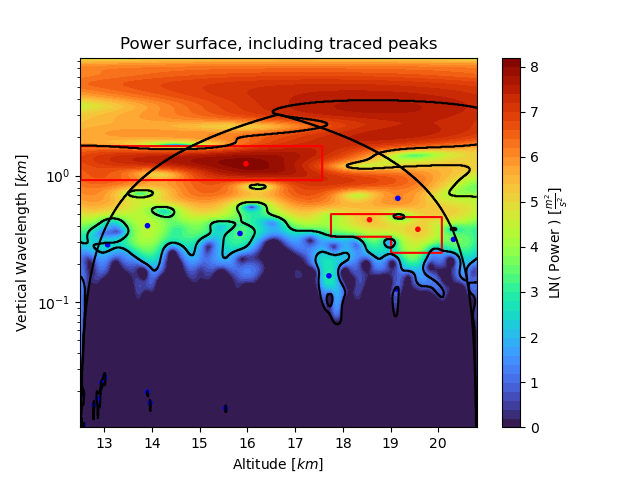 Power surface, including traced peaks
Vertical Wavelength [km]
10⁰
10⁻¹
13 14 15 16 17 18 19 20
Altitude [km]
8
7
6
5
4
3
2
1
0
LN( Power ) [m²/s²]